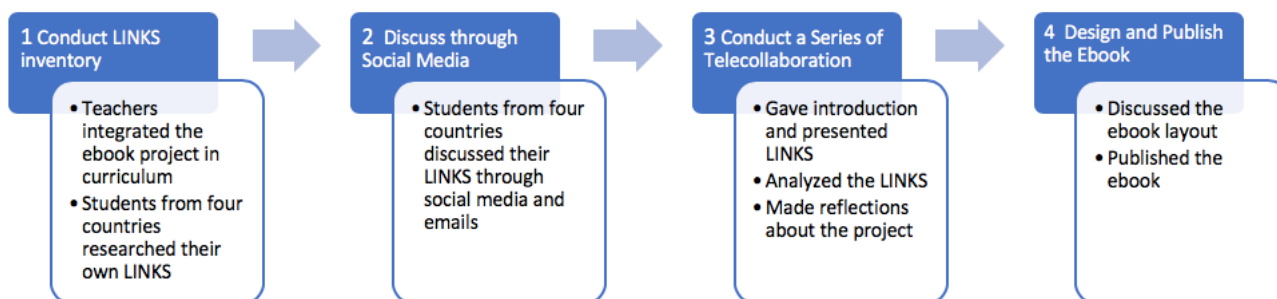 1 Conduct LINKS
inventory
• Teachers
integrated the
ebook project in
curriculum
• Students from four
countries
researched their
own LINKS
2 Discuss through
Social Media
• Students from four
countries
discussed their
LINKS through
social media and
emails
3 Conduct a Series of
Telecollaboration
• Gave introduction
and presented
LINKS
• Analyzed the LINKS
• Made reflections
about the project
4 Design and Publish
the Ebook
• Discussed the
ebook layout
• Published the
ebook